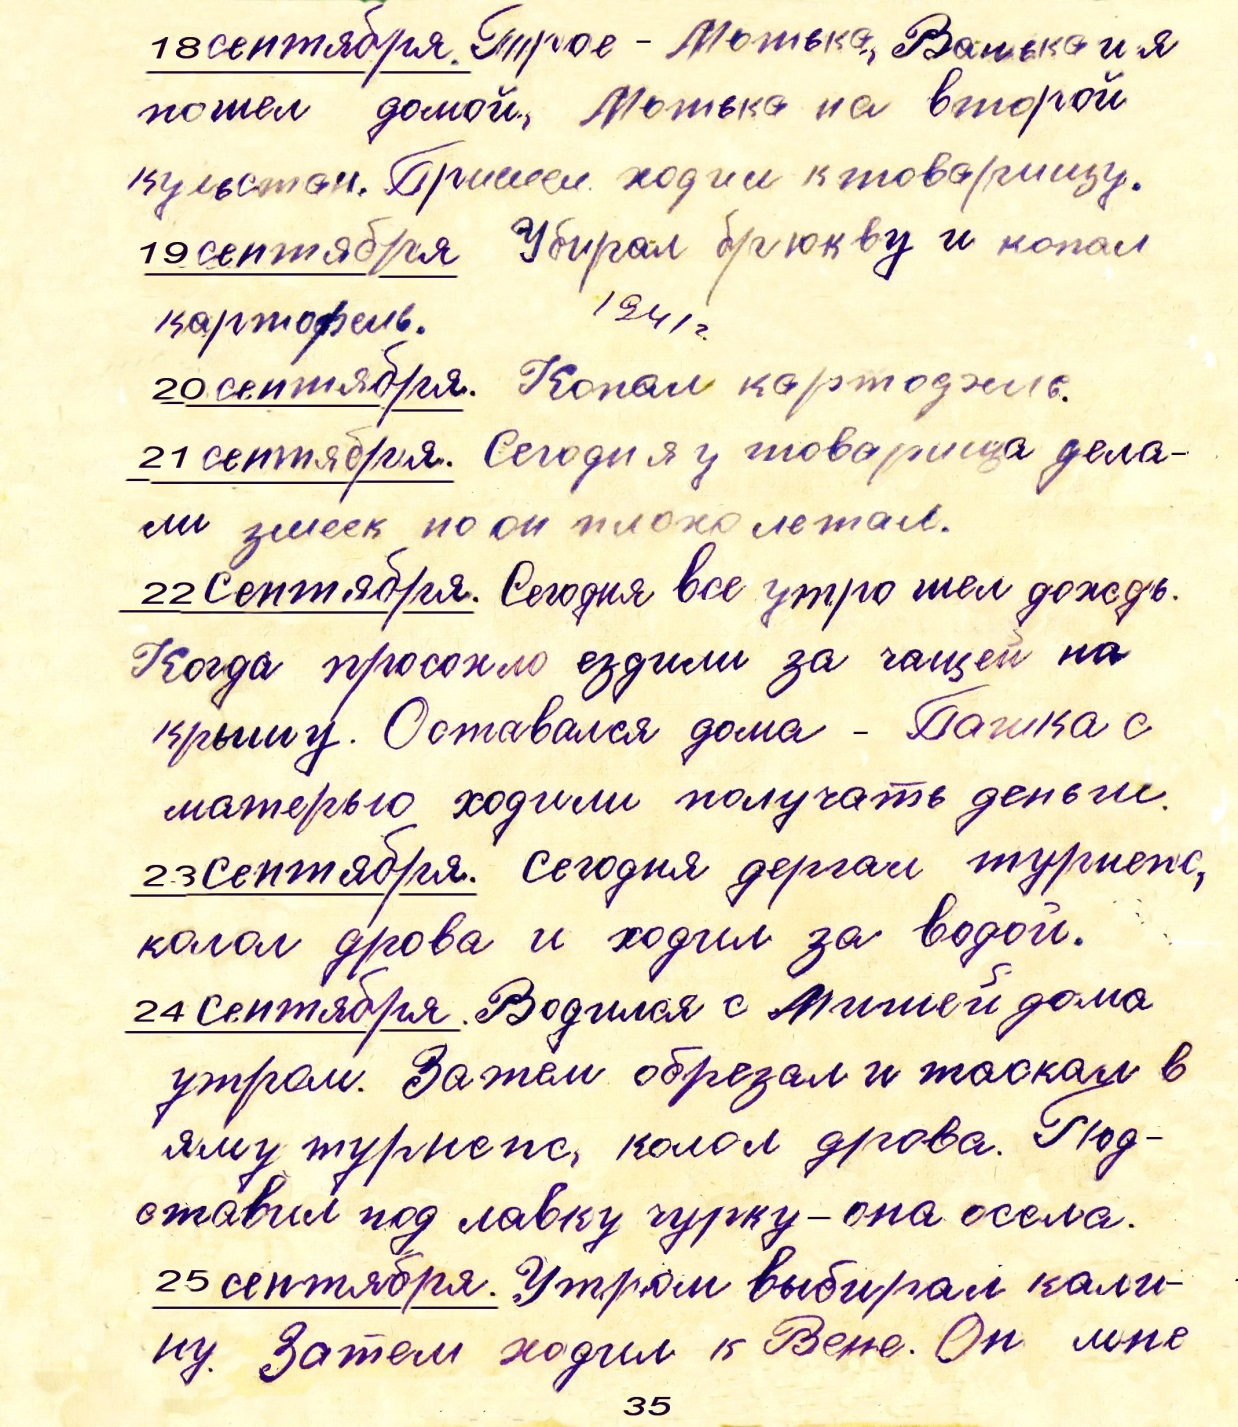 18 сентября. Трое - Мотька, Ванька и я
пошел домой, Мотька на второй
кульстан. Пришел ходил к товарищу.
19 сентября Убирал брюкву и копал
картофель. 1941 г.
20 сентября. Копал картофель.
21 сентября. Сегодня у товарища дела-
ли змеек но он плохо летал.
22 Сентября. Сегодня все утро шел дождь.
Когда просохло ездили за чащей на
крышу. Оставался дома - Пашка с
матерью ходили получать деньги.
23 сентября. Сегодня дергал турнепс,
колол дрова и ходил за водой.
24 сентября. Водился с Мишей дома
утром. Затем обрезал и таскал в
яму турнепс, колол дрова. Под-
ставил под лавку чурку - она осела.
25 сентября. Утром выбирал кали-
ну. Затем ходил к Вене. Он мне
35